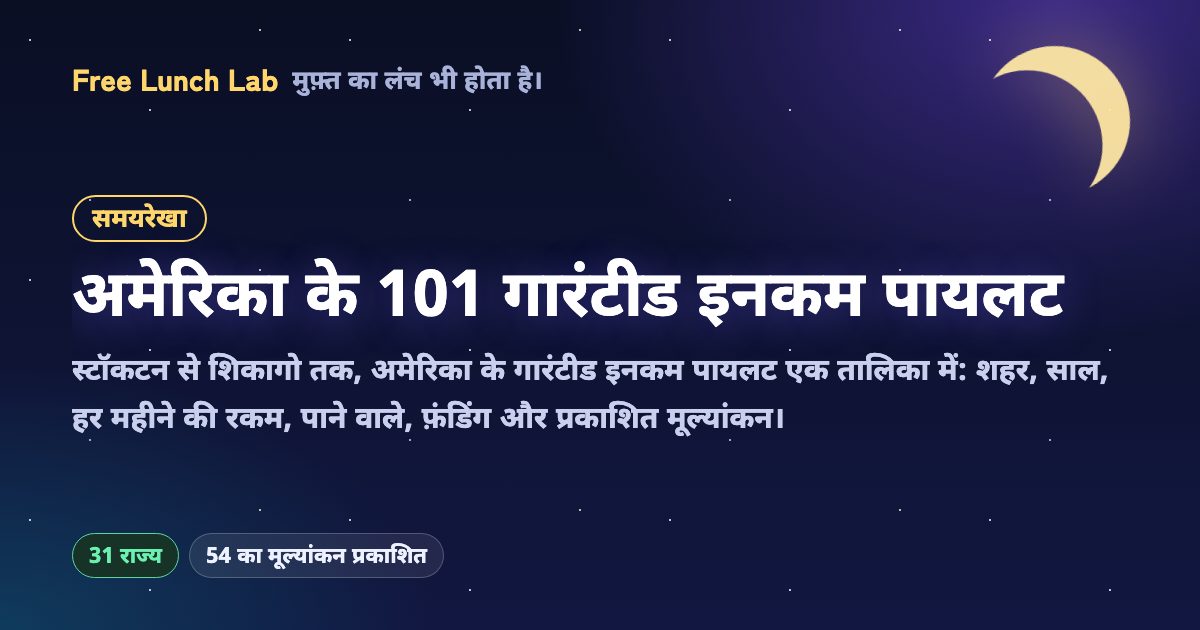 Free Lunch Lab मुफ़्त का लंच भी होता है।
समयरेखा
अमेरिका के 101 गारंटीड इनकम पायलट
स्टॉकटन से शिकागो तक, अमेरिका के गारंटीड इनकम पायलट एक तालिका में: शहर, साल,
हर महीने की रकम, पाने वाले, फ़ंडिंग और प्रकाशित मूल्यांकन।
31 राज्य 54 का मूल्यांकन प्रकाशित